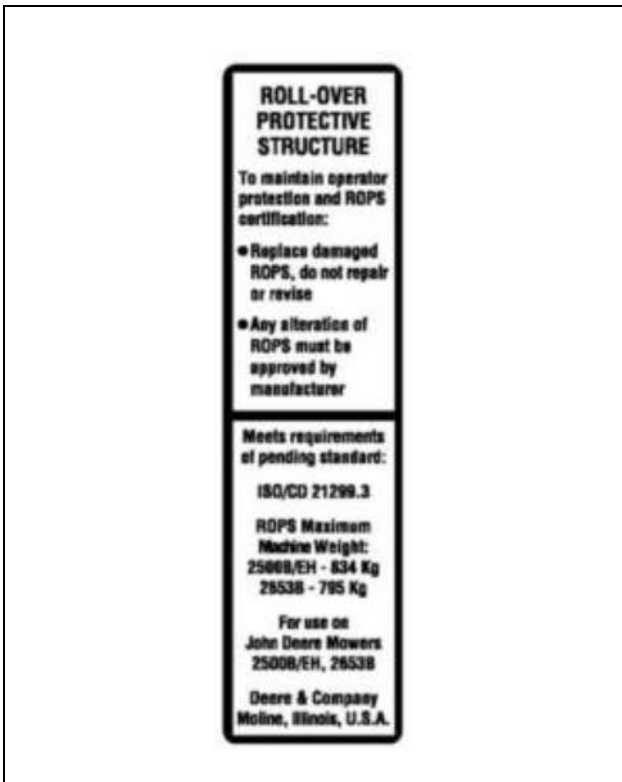 ROLL-OVER
PROTECTIVE
STRUCTURE
To maintain operator
protection and ROPS
certification:
●Replace damaged
ROPS, do not repair
or revise
●Any alteration of
ROPS must be
approved by
manufacturer
Meets requirements
of pending standard:
ISO/CD 21299.3
ROPS Maximum
Machine Weight:
2500B/EH - 834 Kg
2653B - 795 Kg
For use on
John Deere Mowers
2500B/EH, 2653B
Deere & Company
Moline, Illinois, U.S.A.